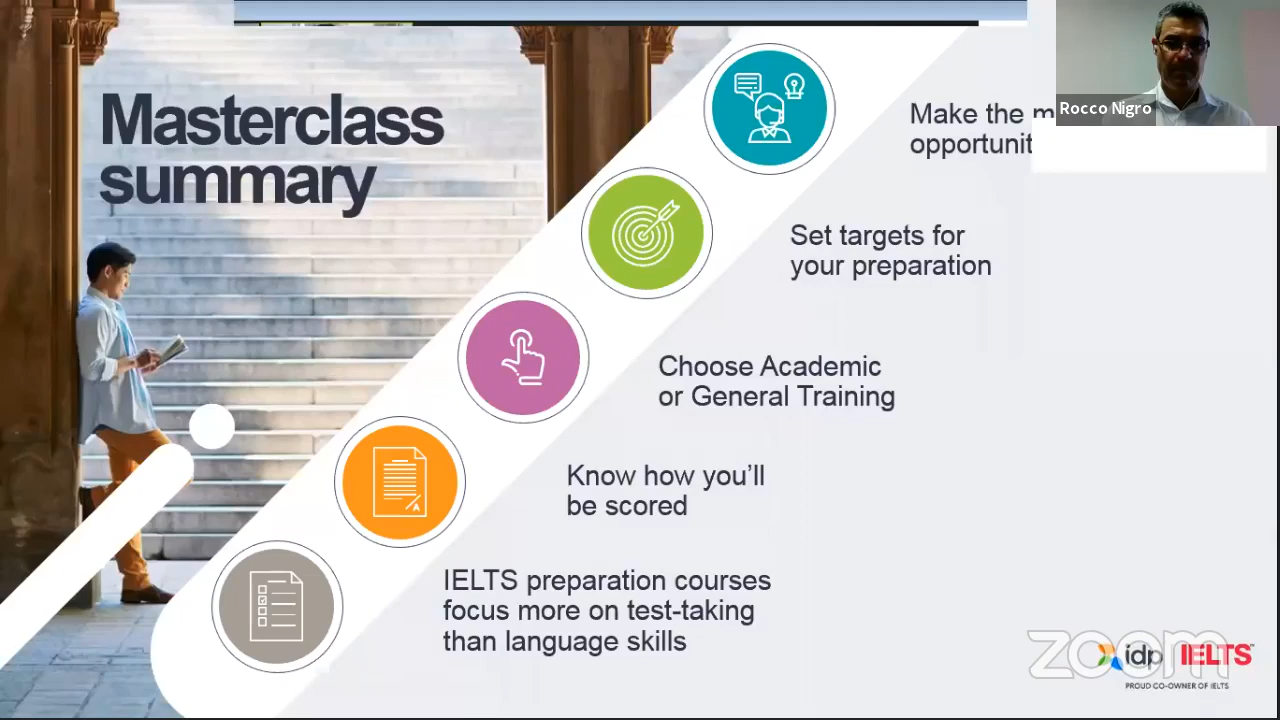 Masterclass
summary
Rocco Nigro
Make the
opportunit
Set targets for
your preparation
Choose Academic
or General Training
Know how you'll
be scored
A
IELTS preparation courses
focus more on test-taking
than language skills
zoom
idp IELTS
PROUD CO-OWNER OF IELTS